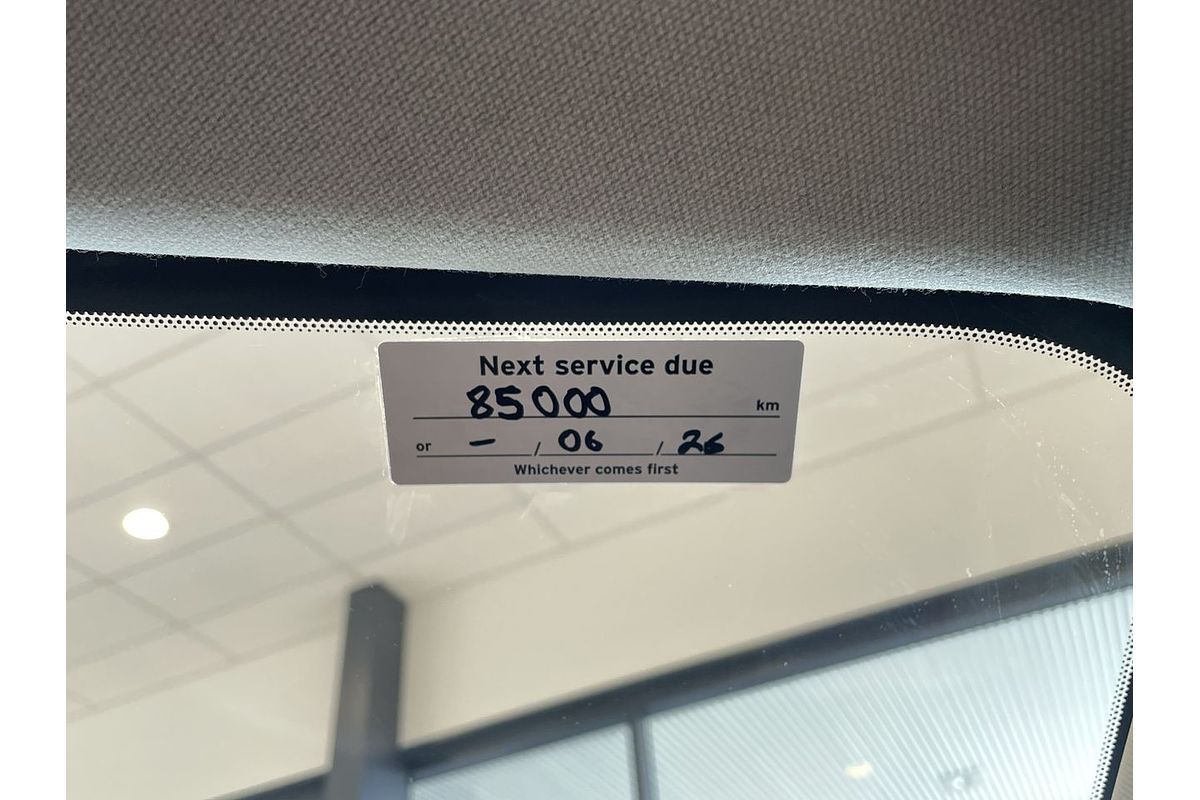 Next service due
85000 km
or - / 06 / 26
Whichever comes first